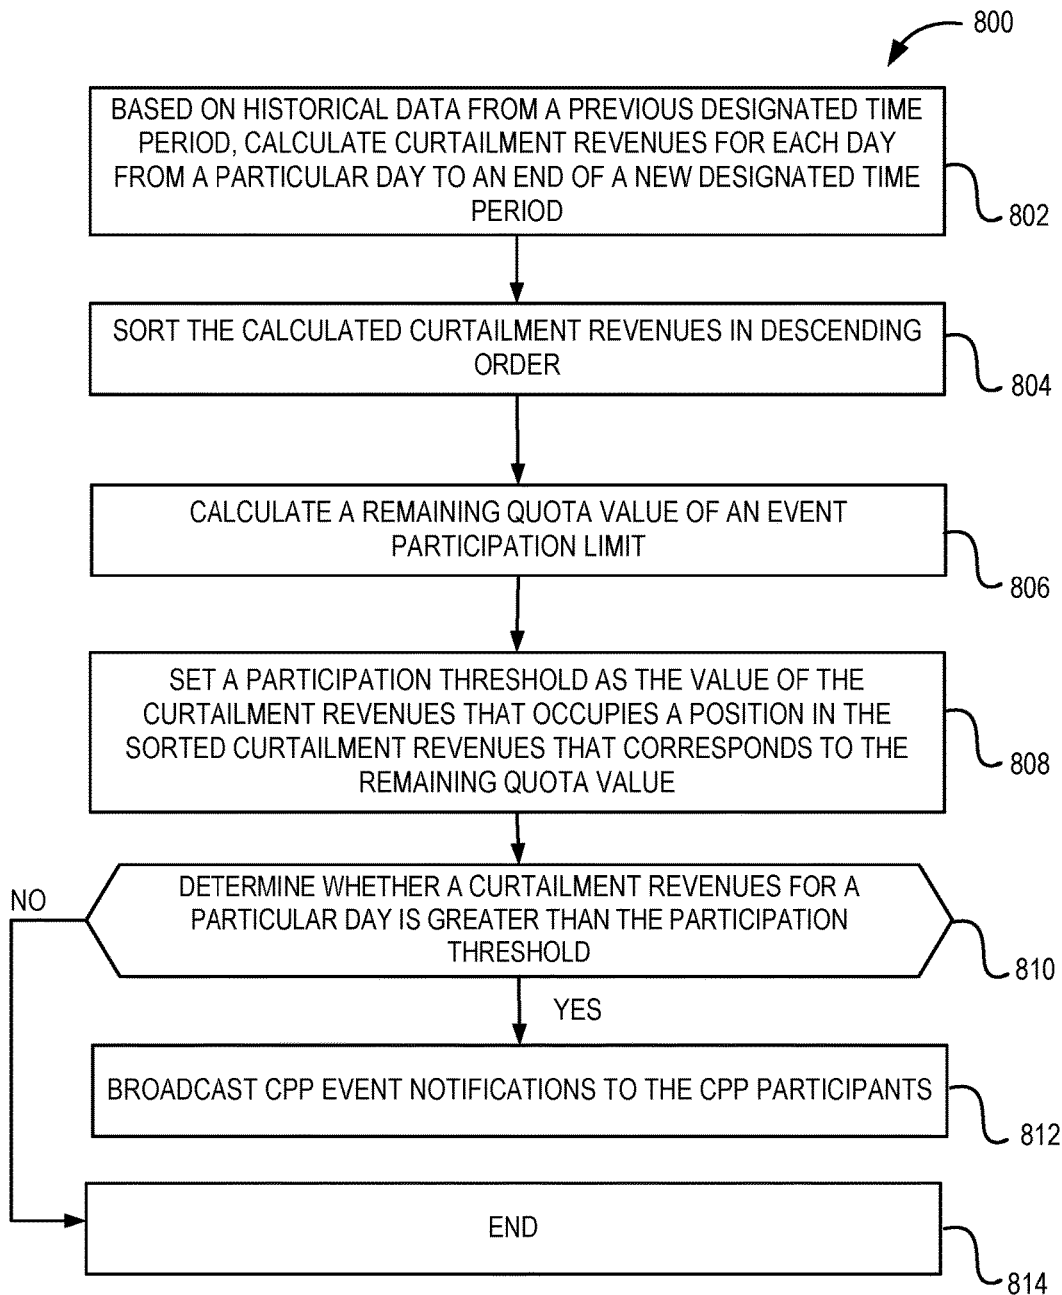 800
BASED ON HISTORICAL DATA FROM A PREVIOUS DESIGNATED TIME
PERIOD, CALCULATE CURTAILMENT REVENUES FOR EACH DAY
FROM A PARTICULAR DAY TO AN END OF A NEW DESIGNATED TIME
PERIOD
802
SORT THE CALCULATED CURTAILMENT REVENUES IN DESCENDING
ORDER
804
CALCULATE A REMAINING QUOTA VALUE OF AN EVENT
PARTICIPATION LIMIT
806
SET A PARTICIPATION THRESHOLD AS THE VALUE OF THE
CURTAILMENT REVENUES THAT OCCUPIES A POSITION IN THE
SORTED CURTAILMENT REVENUES THAT CORRESPONDS TO THE
REMAINING QUOTA VALUE
808
NO
DETERMINE WHETHER A CURTAILMENT REVENUES FOR A
PARTICULAR DAY IS GREATER THAN THE PARTICIPATION
THRESHOLD
810
YES
BROADCAST CPP EVENT NOTIFICATIONS TO THE CPP PARTICIPANTS
812
END
814